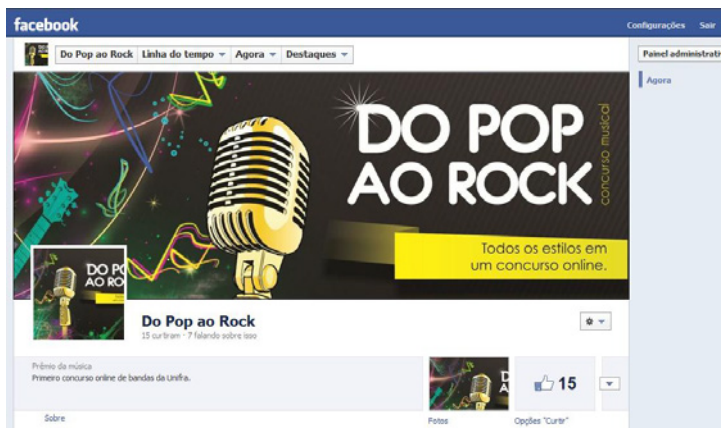 facebook
Configurações Sair
Do Pop ao Rock Linha do tempo Agora Destaques
Painel administrativ
Agora
DO POP
AO ROCK
concurso musical
Todos os estilos em
um concurso online.
DO PO
AO RO
Do Pop ao Rock
15 curtiram · 7 falando sobre isso
Prêmio da música
Primeiro concurso online de bandas da Unifra.
15
Sobre
Fotos
Opções "Curtir"